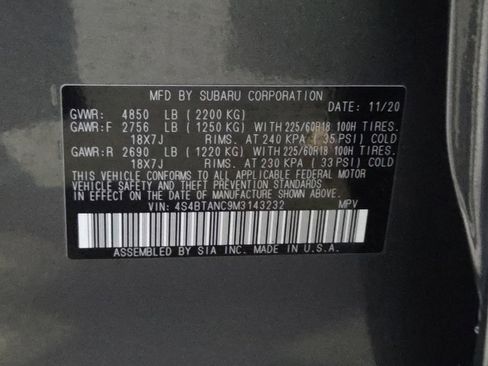 MFD BY SUBARU CORPORATION
DATE: 11/20
GVWR: 4850 LB (2200 KG)
GAWR:F 2756 LB (1250 KG) WITH 225/60R18 100H TIRES.
18X7J RIMS. AT 240 KPA (35 PSI) COLD
GAWR:R 2690 LB (1220 KG) WITH 225/60R18 100H TIRES.
18X7J RIMS. AT 230 KPA (33 PSI) COLD
THIS VEHICLE CONFORMS TO ALL APPLICABLE FEDERAL MOTOR
VEHICLE SAFETY, BUMPER, AND THEFT PREVENTION STANDARDS
IN EFFECT ON THE DATE OF MANUFACTURE SHOWN ABOVE.
VIN: 4S4BTANC9M3143232 MPV
ASSEMBLED BY SIA INC. MADE IN U.S.A.